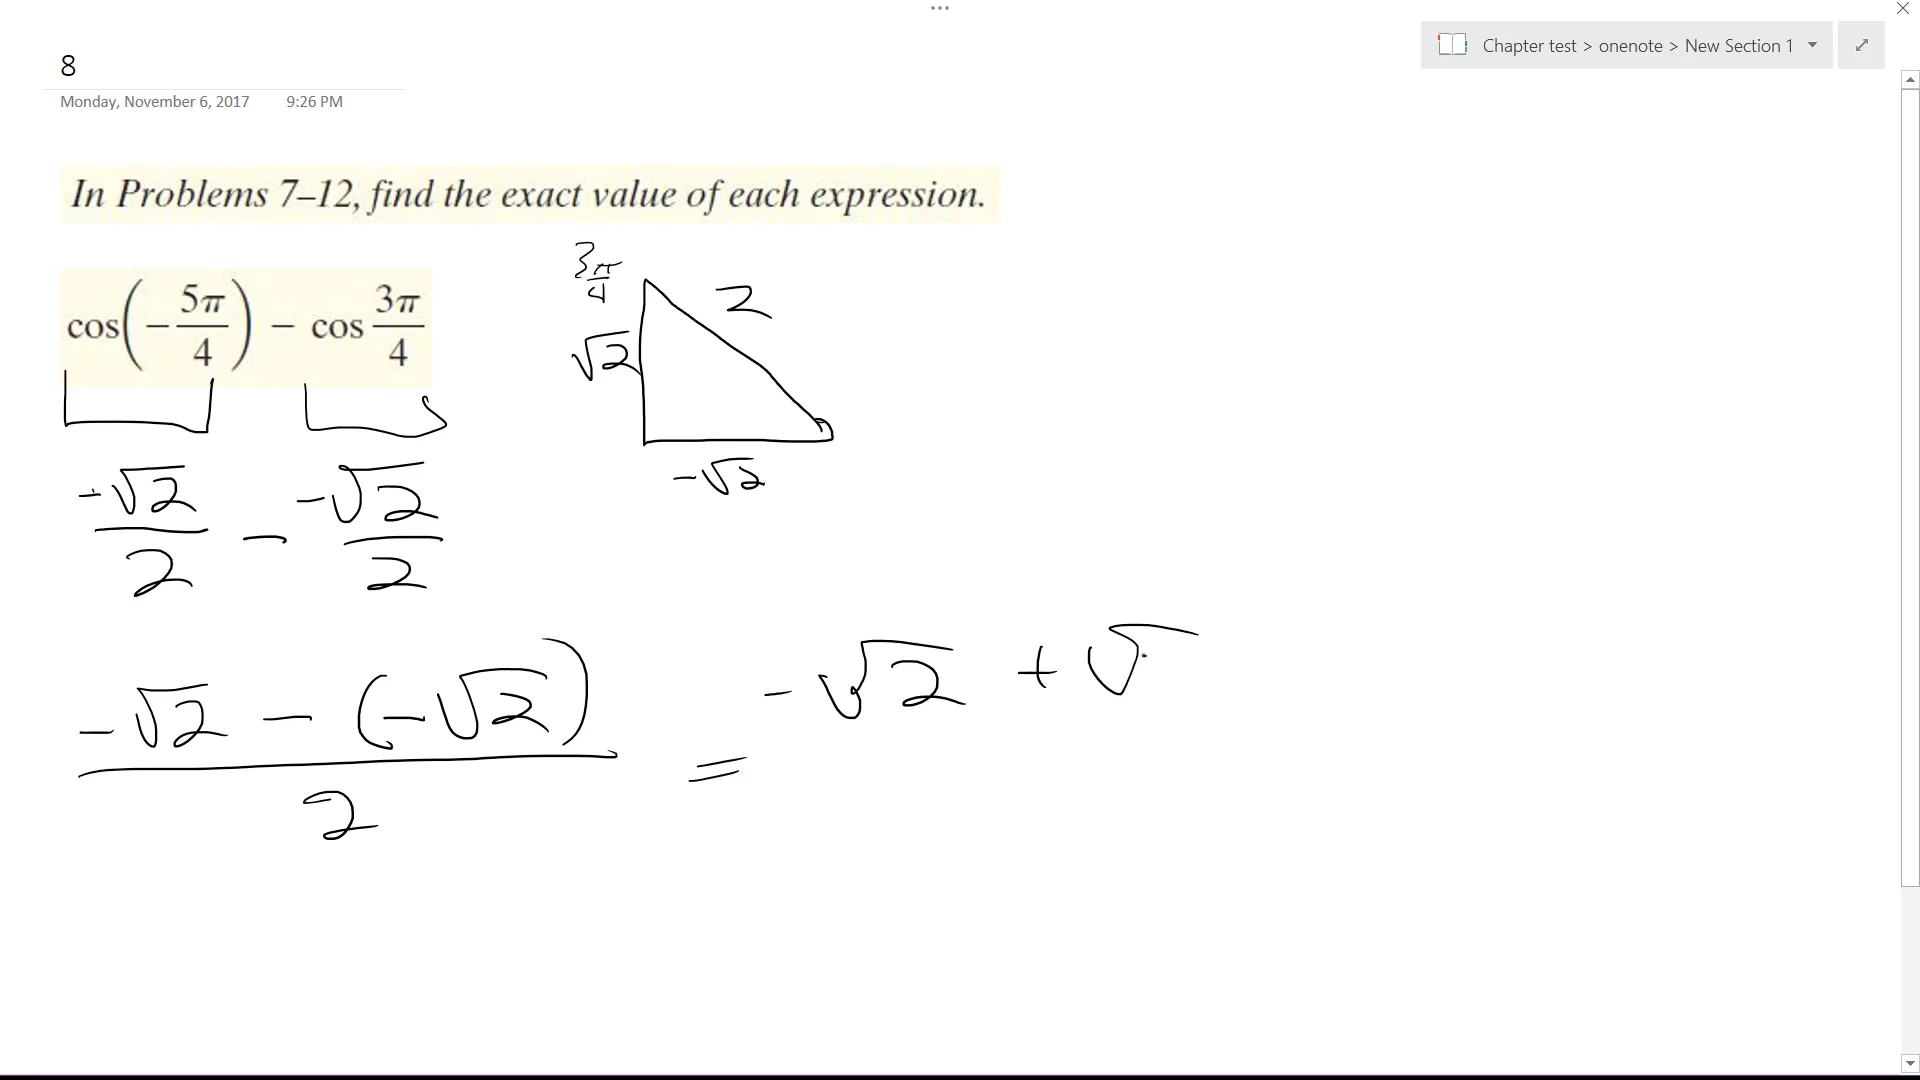 ...
Chapter test > onenote > New Section 1
8
Monday, November 6, 2017 9:26 PM
In Problems 7–12, find the exact value of each expression.
cos(−5π/4) − cos 3π/4
3π/4
2
√2
-√2
-√2/2 - -√2/2
-√2 - (-√2)/2 = -√2 + √